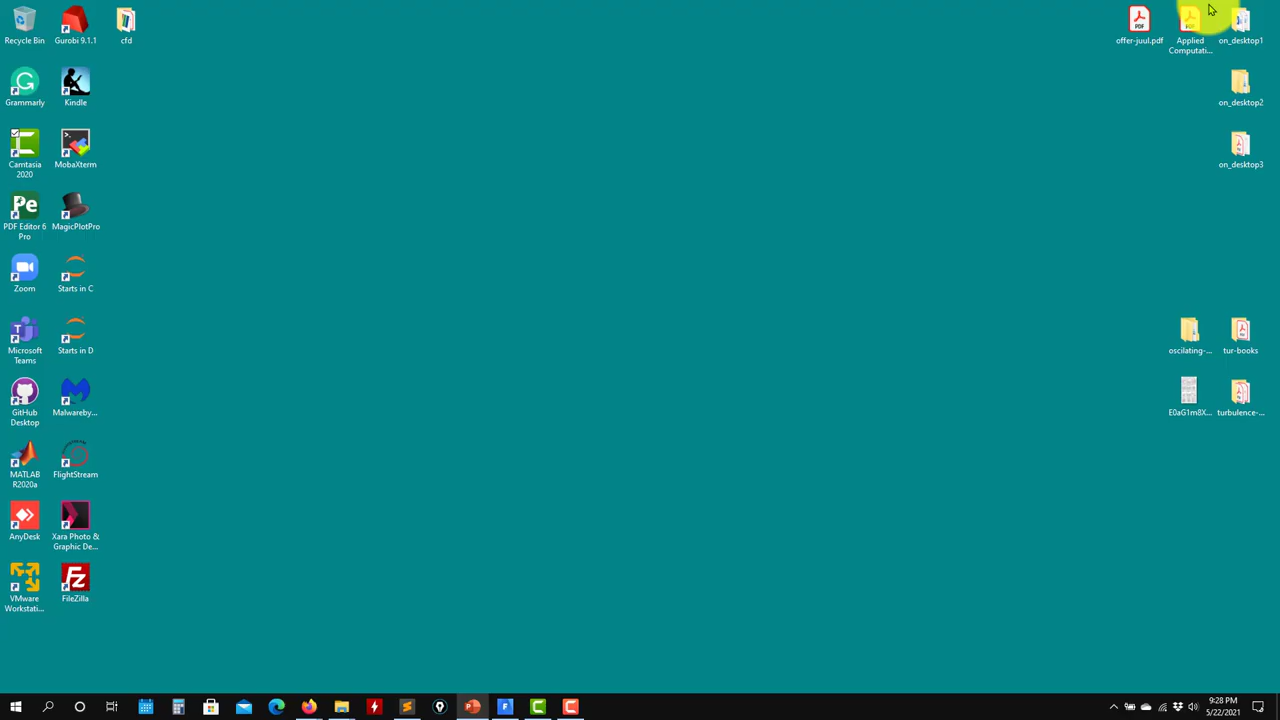 Recycle Bin
Gurobi 9.1.1
cfd
offer-juul.pdf
Applied
Computati...
on_desktop1
Grammarly
Kindle
on_desktop2
Camtasia
2020
MobaXterm
on_desktop3
PDF Editor 6
Pro
MagicPlotPro
Zoom
Starts in C
Microsoft
Teams
Starts in D
oscilating-...
tur-books
GitHub
Desktop
Malwareby...
E0aG1m8X...
turbulence-...
MATLAB
R2020a
FlightStream
AnyDesk
Xara Photo &
Graphic De...
VMware
Workstati...
FileZilla
9:28 PM
5/22/2021